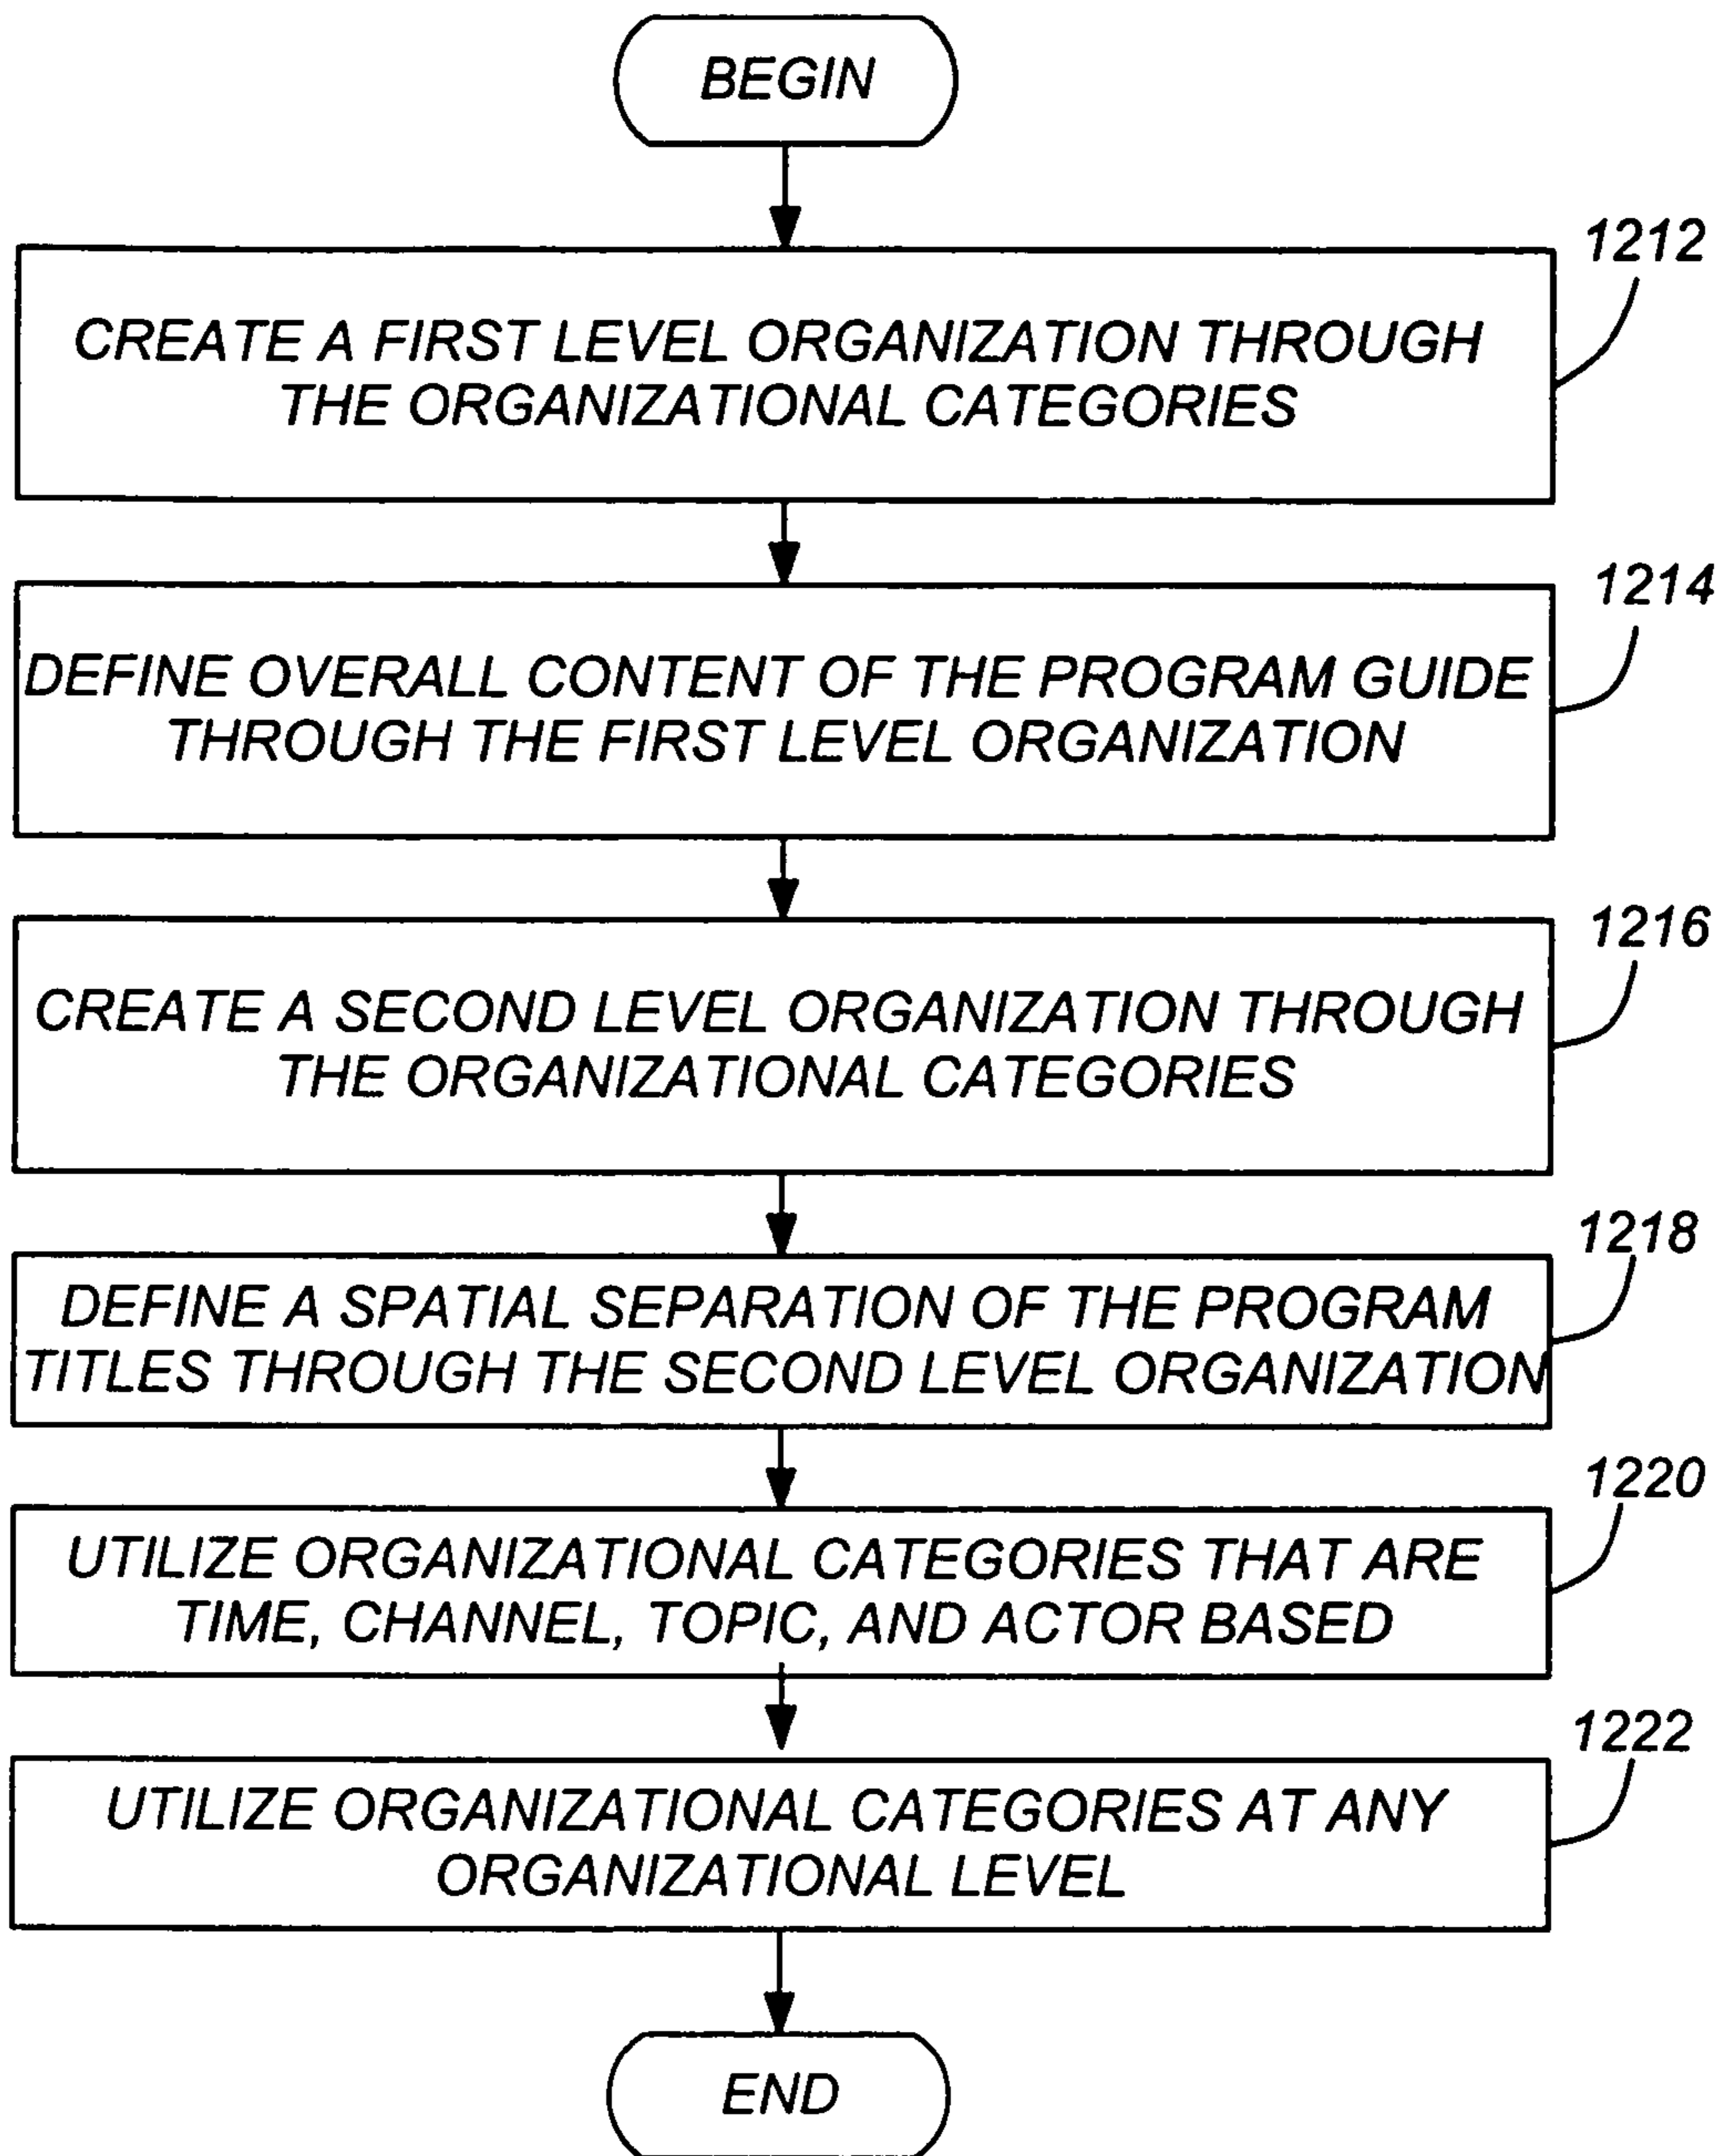 BEGIN
1212
CREATE A FIRST LEVEL ORGANIZATION THROUGH
THE ORGANIZATIONAL CATEGORIES
1214
DEFINE OVERALL CONTENT OF THE PROGRAM GUIDE
THROUGH THE FIRST LEVEL ORGANIZATION
1216
CREATE A SECOND LEVEL ORGANIZATION THROUGH
THE ORGANIZATIONAL CATEGORIES
1218
DEFINE A SPATIAL SEPARATION OF THE PROGRAM
TITLES THROUGH THE SECOND LEVEL ORGANIZATION
1220
UTILIZE ORGANIZATIONAL CATEGORIES THAT ARE
TIME, CHANNEL, TOPIC, AND ACTOR BASED
1222
UTILIZE ORGANIZATIONAL CATEGORIES AT ANY
ORGANIZATIONAL LEVEL
END